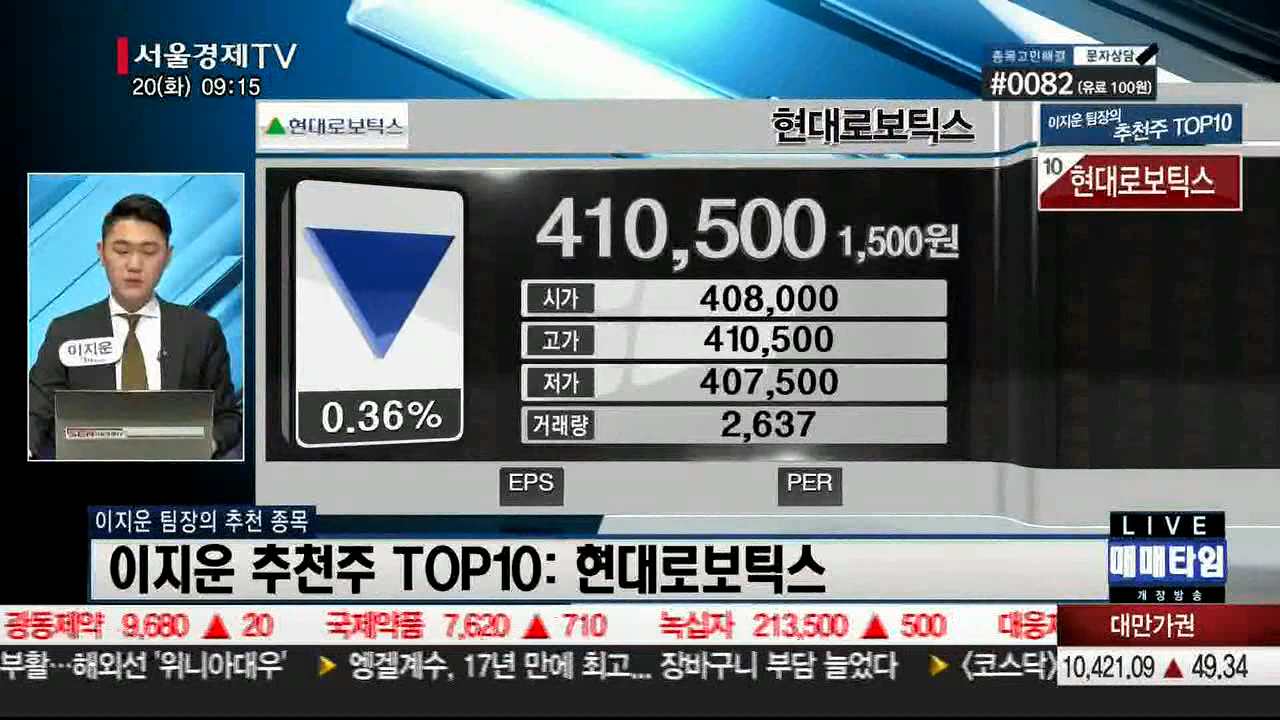 서울경제TV
20(화) 09:15
종목고민해결 문자상담
#0082 (유료 100원)
▲현대로보틱스
현대로보틱스
이지운 팀장의
추천주 TOP10
10 현대로보틱스
410,500 1,500원
시가 408,000
고가 410,500
저가 407,500
거래량 2,637
0.36%
이지운
EPS
PER
이지운 팀장의 추천 종목
이지운 추천주 TOP10: 현대로보틱스
LIVE
매매타임
개장방송
광동제약 9,680 ▲ 20 국제약품 7,620 ▲ 710 녹십자 213,500 ▲ 500 대웅제
대만가권
부활…해외선 '위니아대우' ▶ 엥겔계수, 17년 만에 최고... 장바구니 부담 늘었다 ▶ <코스닥>
10,421.09 ▲ 49.34